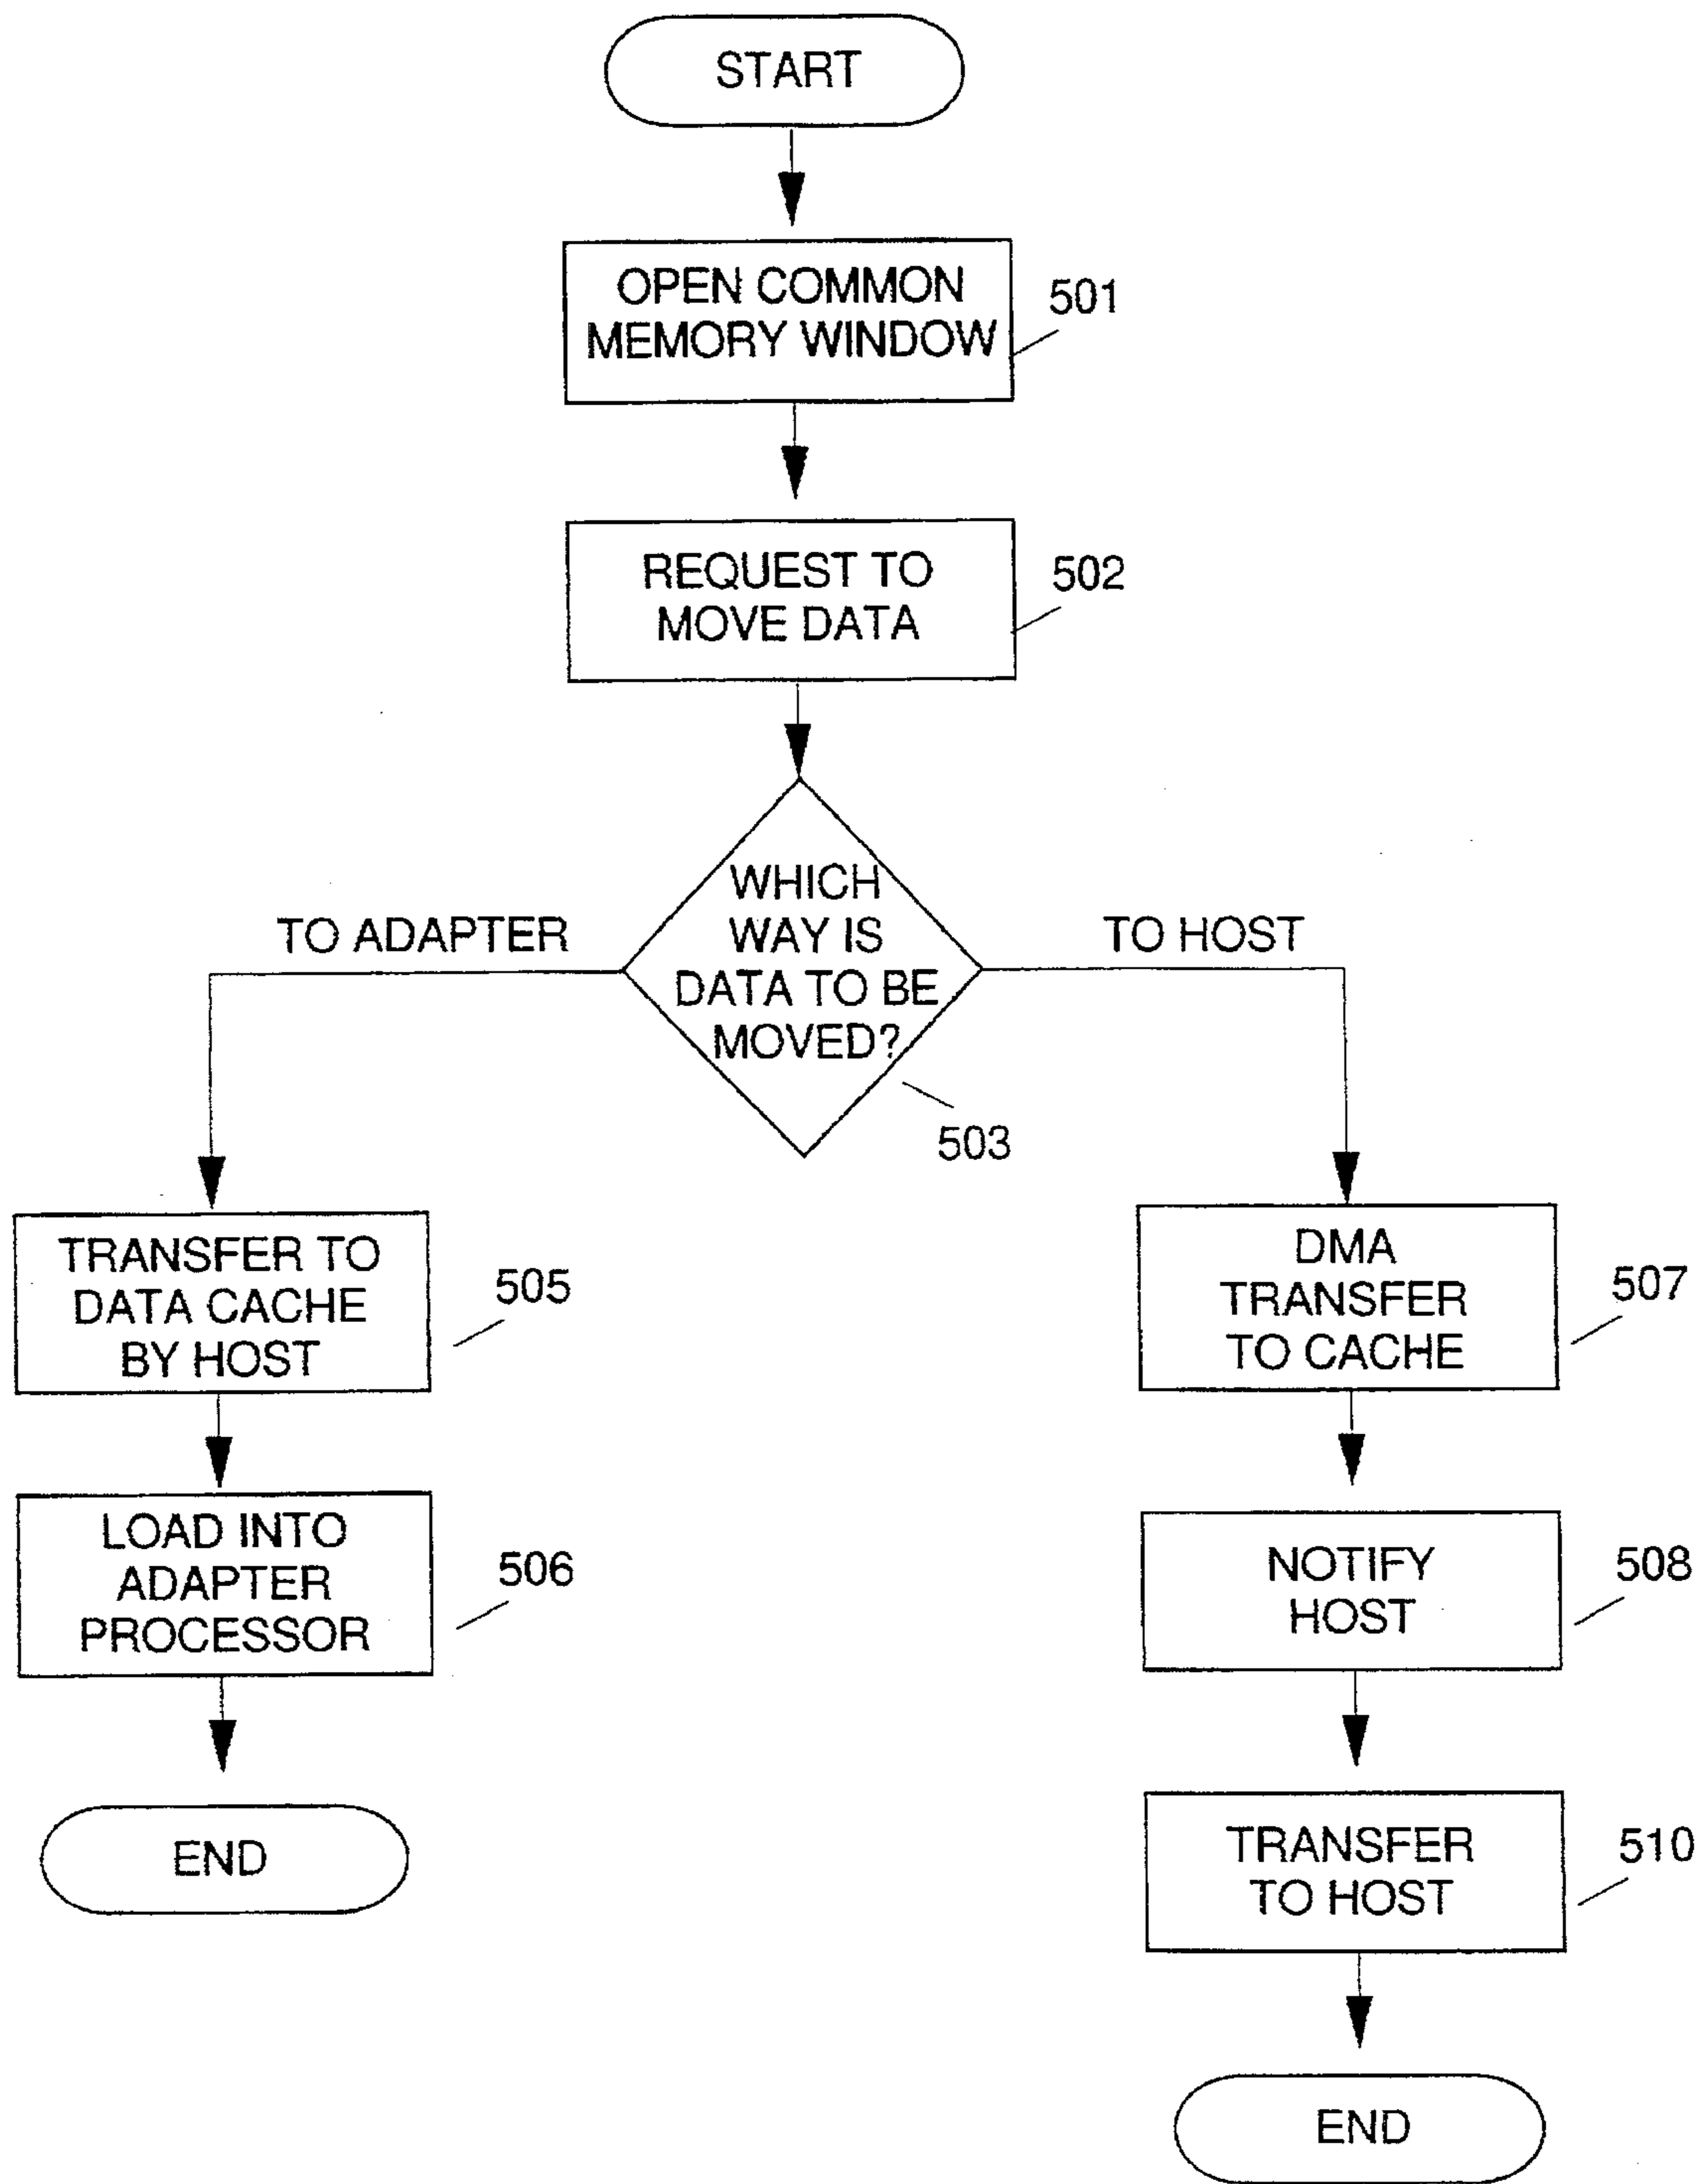 START
OPEN COMMON
MEMORY WINDOW
501
REQUEST TO
MOVE DATA
502
WHICH
WAY IS
DATA TO BE
MOVED?
503
TO ADAPTER
TO HOST
TRANSFER TO
DATA CACHE
BY HOST
505
LOAD INTO
ADAPTER
PROCESSOR
506
END
DMA
TRANSFER
TO CACHE
507
NOTIFY
HOST
508
TRANSFER
TO HOST
510
END